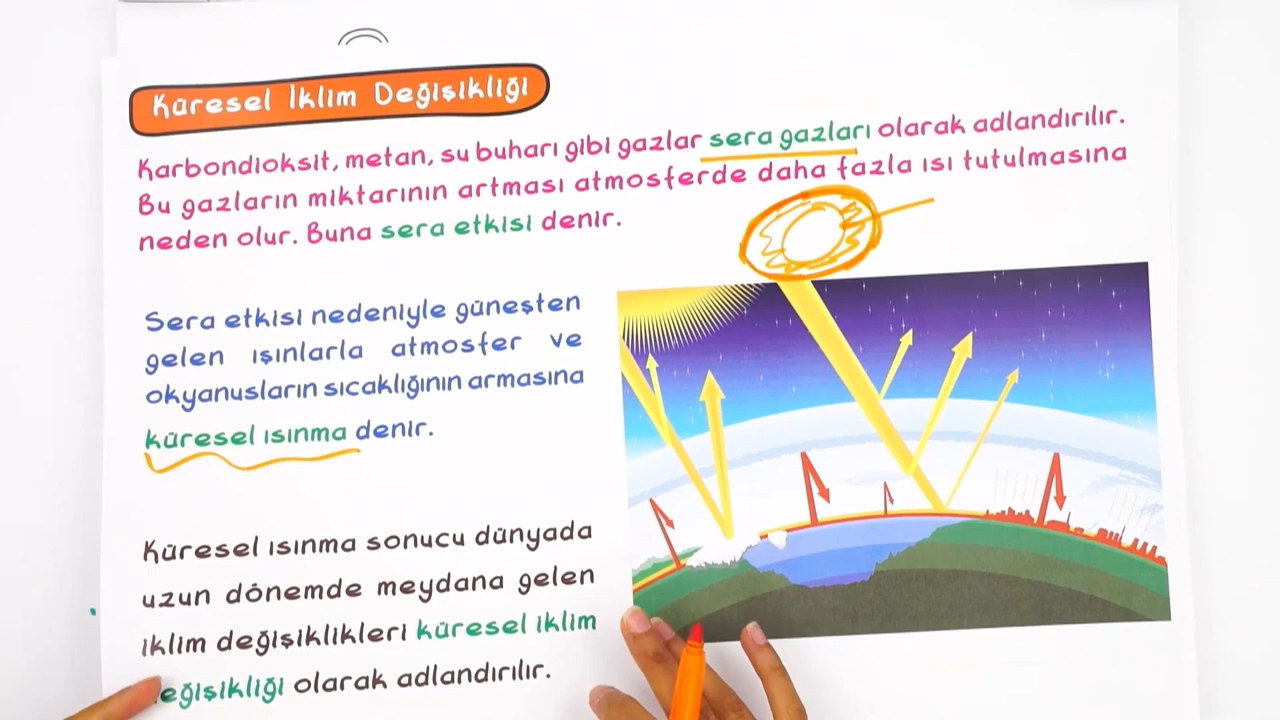 Küresel İklim Değişikliği
Karbondioksit, metan, su buharı gibi gazlar sera gazları olarak adlandırılır.
Bu gazların miktarının artması atmosferde daha fazla ısı tutulmasına
neden olur. Buna sera etkisi denir.
Sera etkisi nedeniyle güneşten
gelen ışınlarla atmosfer ve
okyanusların sıcaklığının armasına
küresel ısınma denir.
Küresel ısınma sonucu dünyada
uzun dönemde meydana gelen
iklim değişiklikleri küresel iklim
eğişikliği olarak adlandırılır.